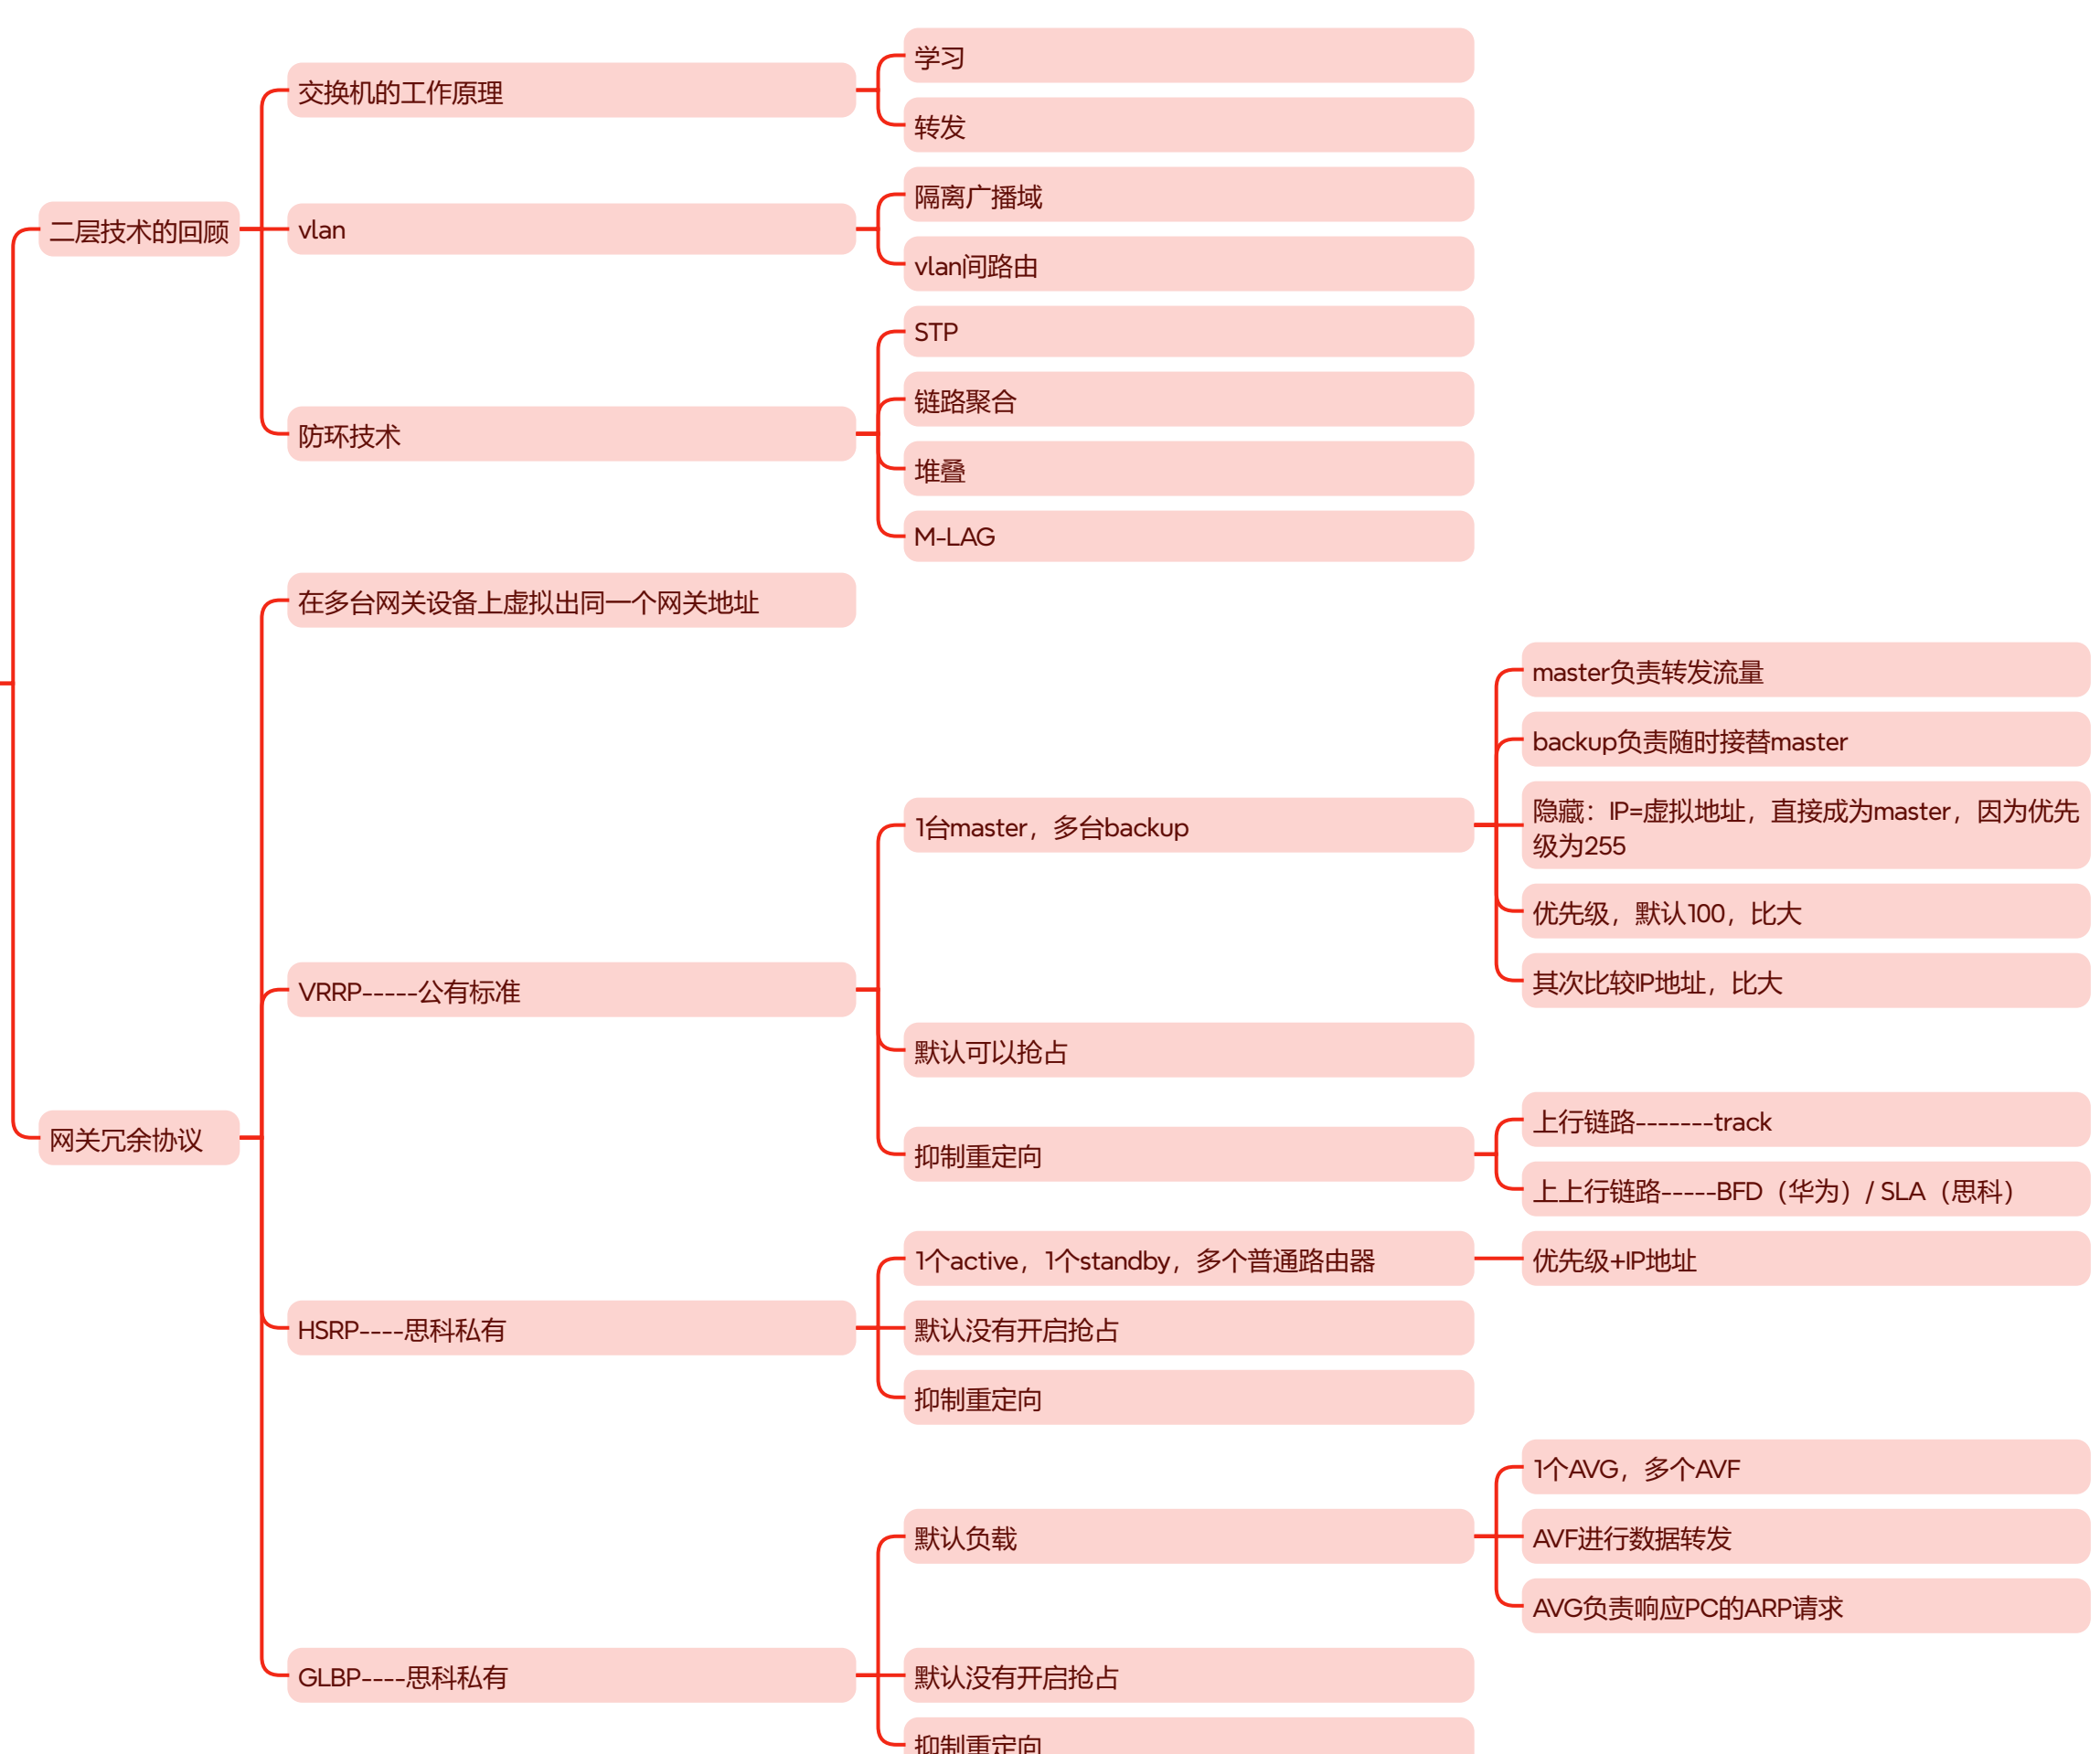 二层技术的回顾
交换机的工作原理
学习
转发
vlan
隔离广播域
vlan间路由
防环技术
STP
链路聚合
堆叠
M-LAG
网关冗余协议
在多台网关设备上虚拟出同一个网关地址
VRRP-----公有标准
1台master，多台backup
master负责转发流量
backup负责随时接替master
隐藏：IP=虚拟地址，直接成为master，因为优先
级为255
优先级，默认100，比大
其次比较IP地址，比大
默认可以抢占
抑制重定向
上行链路-------track
上上行链路-----BFD（华为）/ SLA（思科）
HSRP----思科私有
1个active，1个standby，多个普通路由器
优先级+IP地址
默认没有开启抢占
抑制重定向
GLBP----思科私有
默认负载
1个AVG，多个AVF
AVF进行数据转发
AVG负责响应PC的ARP请求
默认没有开启抢占
抑制重定向